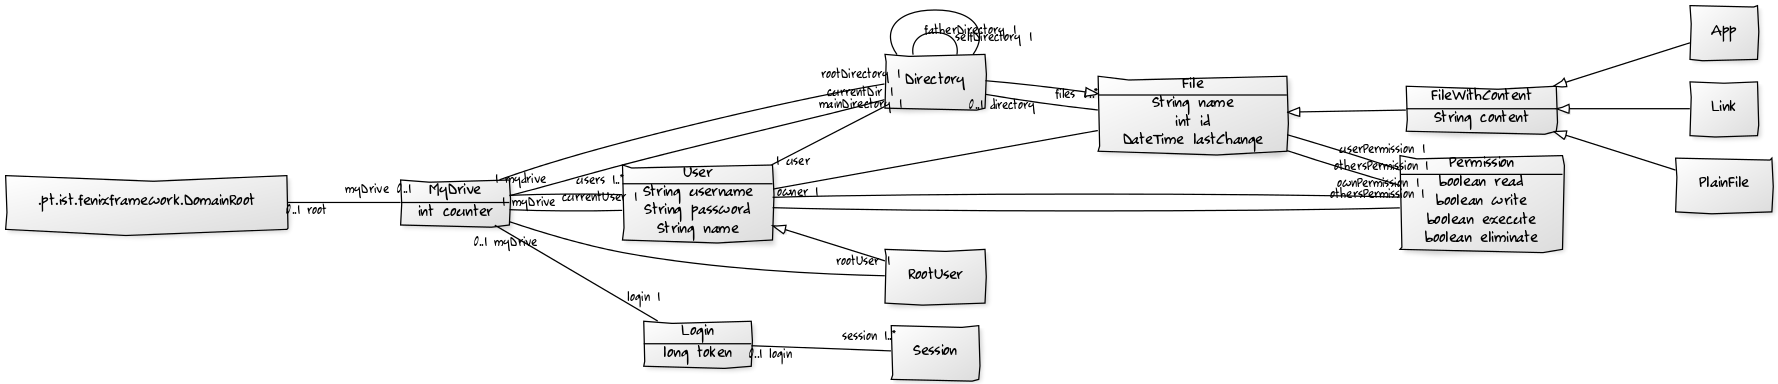 App
fatherDirectory 1
selfDirectory 1
rootDirectory 1
Directory
currentDir 1
mainDirectory 1
0..1 directory
files
File
String name
int id
DateTime lastChange
FileWithContent
String content
Link
userPermission 1
othersPermission 1
ownPermission 1
othersPermission 1
Permission
boolean read
boolean write
boolean execute
boolean eliminate
PlainFile
1 user
User
String username
String password
String name
owner 1
users 1..*
currentUser 1
1 mydrive
1 myDrive
.pt.ist.fenixframework.DomainRoot
0..1 root
myDrive 0..1
MyDrive
int counter
0..1 myDrive
rootUser 1
RootUser
login 1
Login
long token
0..1 login
session 1..*
Session